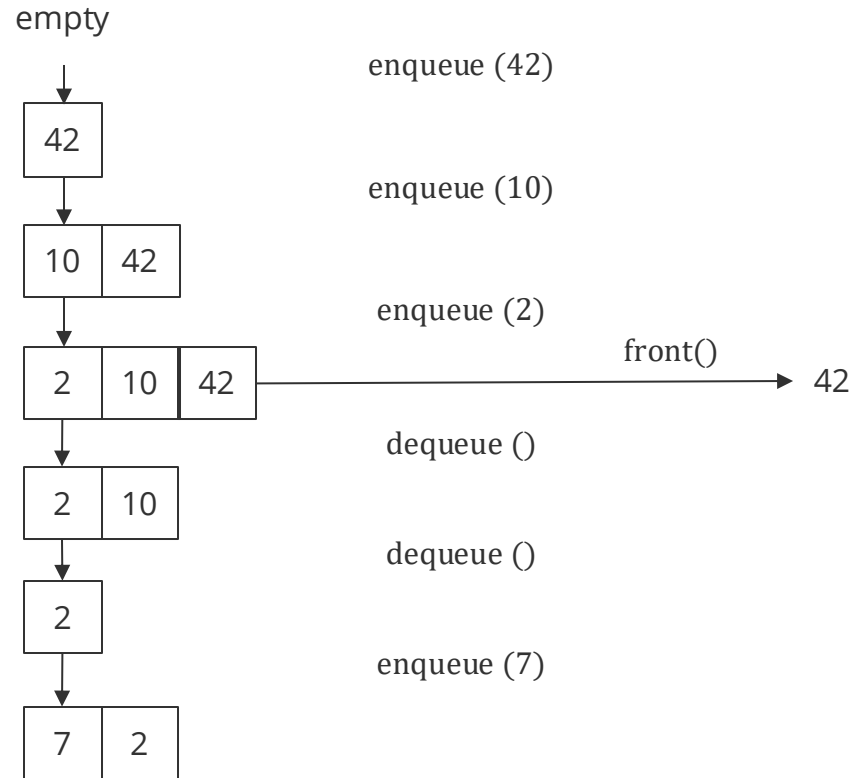 empty
enqueue (42)
42
enqueue (10)
10 42
enqueue (2)
front()
2 10 42
42
dequeue ()
2 10
dequeue ()
2
enqueue (7)
7 2